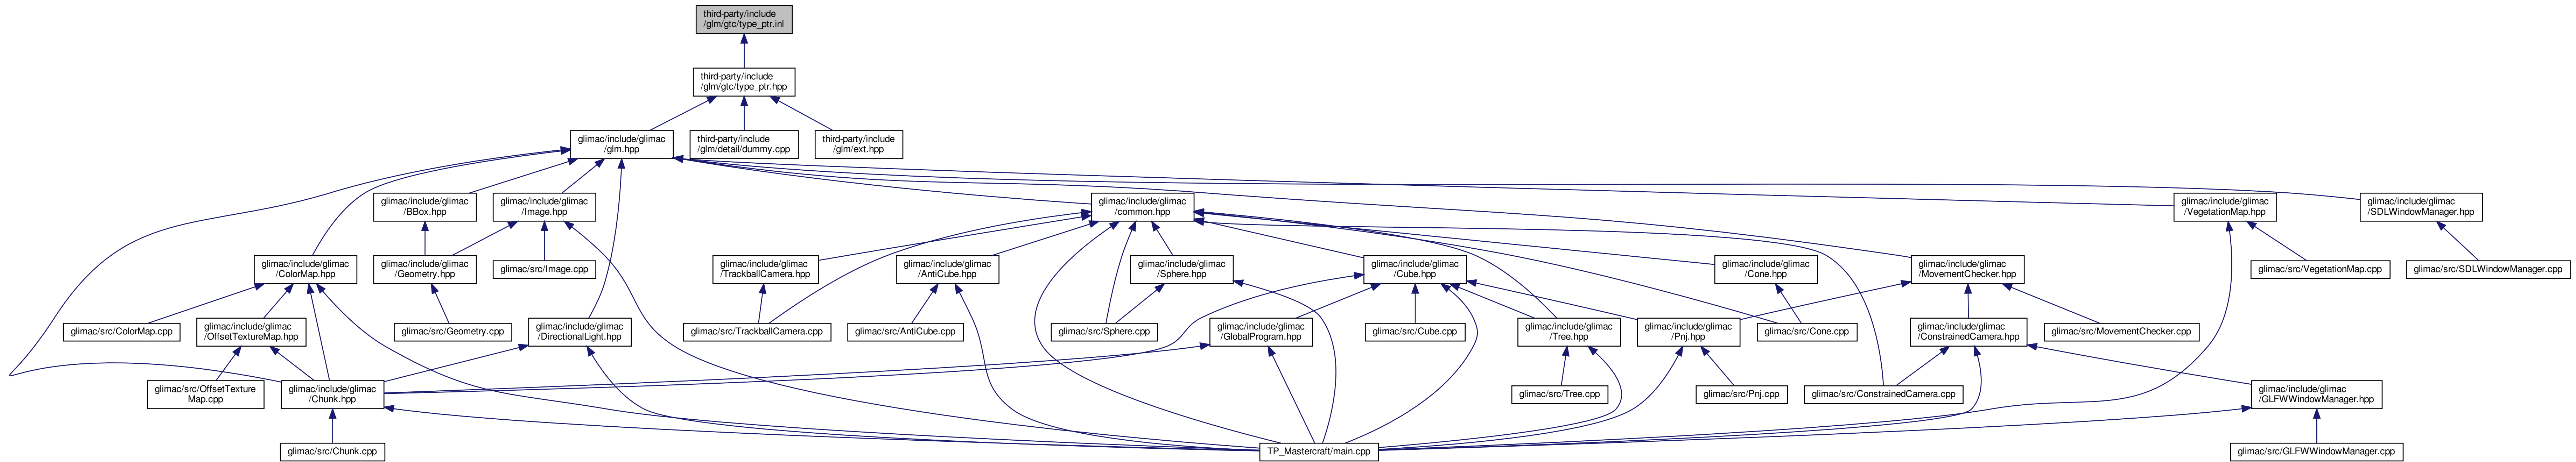 third-party/include
/glm/gtc/type_ptr.inl
third-party/include
/glm/gtc/type_ptr.hpp
glimac/include/glimac
/glm.hpp
third-party/include
/glm/detail/dummy.cpp
third-party/include
/glm/ext.hpp
glimac/include/glimac
/BBox.hpp
glimac/include/glimac
/Image.hpp
glimac/include/glimac
/common.hpp
glimac/include/glimac
/VegetationMap.hpp
glimac/include/glimac
/SDLWindowManager.hpp
glimac/include/glimac
/ColorMap.hpp
glimac/include/glimac
/Geometry.hpp
glimac/src/Image.cpp
glimac/include/glimac
/TrackballCamera.hpp
glimac/include/glimac
/AntiCube.hpp
glimac/include/glimac
/Sphere.hpp
glimac/include/glimac
/Cube.hpp
glimac/include/glimac
/Cone.hpp
glimac/include/glimac
/MovementChecker.hpp
glimac/src/VegetationMap.cpp
glimac/src/SDLWindowManager.cpp
glimac/src/ColorMap.cpp
glimac/include/glimac
/OffsetTextureMap.hpp
glimac/src/Geometry.cpp
glimac/include/glimac
/DirectionalLight.hpp
glimac/src/TrackballCamera.cpp
glimac/src/AntiCube.cpp
glimac/src/Sphere.cpp
glimac/include/glimac
/GlobalProgram.hpp
glimac/src/Cube.cpp
glimac/include/glimac
/Tree.hpp
glimac/include/glimac
/Pnj.hpp
glimac/src/Cone.cpp
glimac/include/glimac
/ConstrainedCamera.hpp
glimac/src/MovementChecker.cpp
glimac/src/OffsetTexture
Map.cpp
glimac/include/glimac
/Chunk.hpp
glimac/src/Tree.cpp
glimac/src/Pnj.cpp
glimac/src/ConstrainedCamera.cpp
glimac/include/glimac
/GLFWWindowManager.hpp
glimac/src/Chunk.cpp
TP_Mastercraft/main.cpp
glimac/src/GLFWWindowManager.cpp